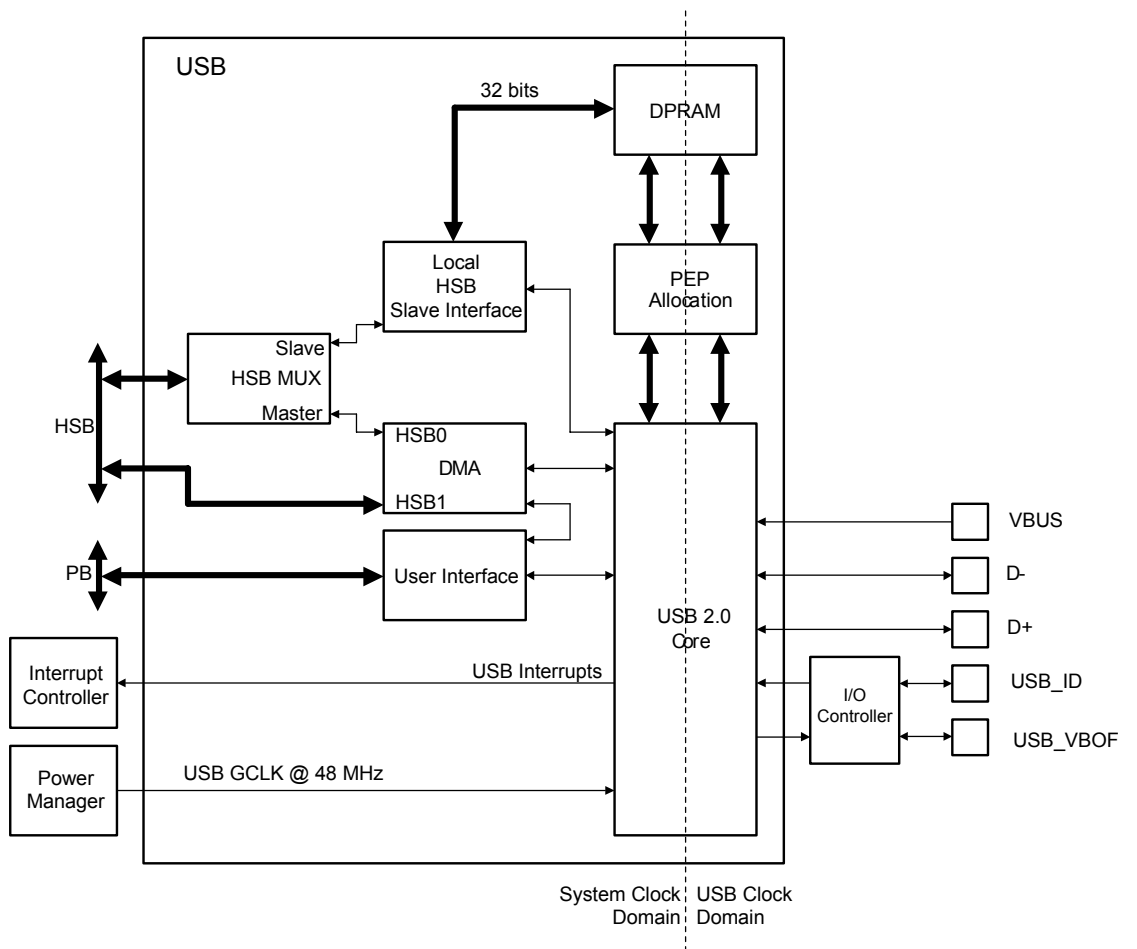 USB
32 bits
DPRAM
Local
HSB
Slave Interface
PEP
Allocation
Slave
HSB MUX
Master
HSB
HSB0
DMA
HSB1
VBUS
PB
User Interface
D-
USB 2.0
Core
D+
Interrupt
Controller
USB Interrupts
I/O
Controller
USB_ID
USB_VBOF
Power
Manager
USB GCLK @ 48 MHz
System Clock
Domain
USB Clock
Domain